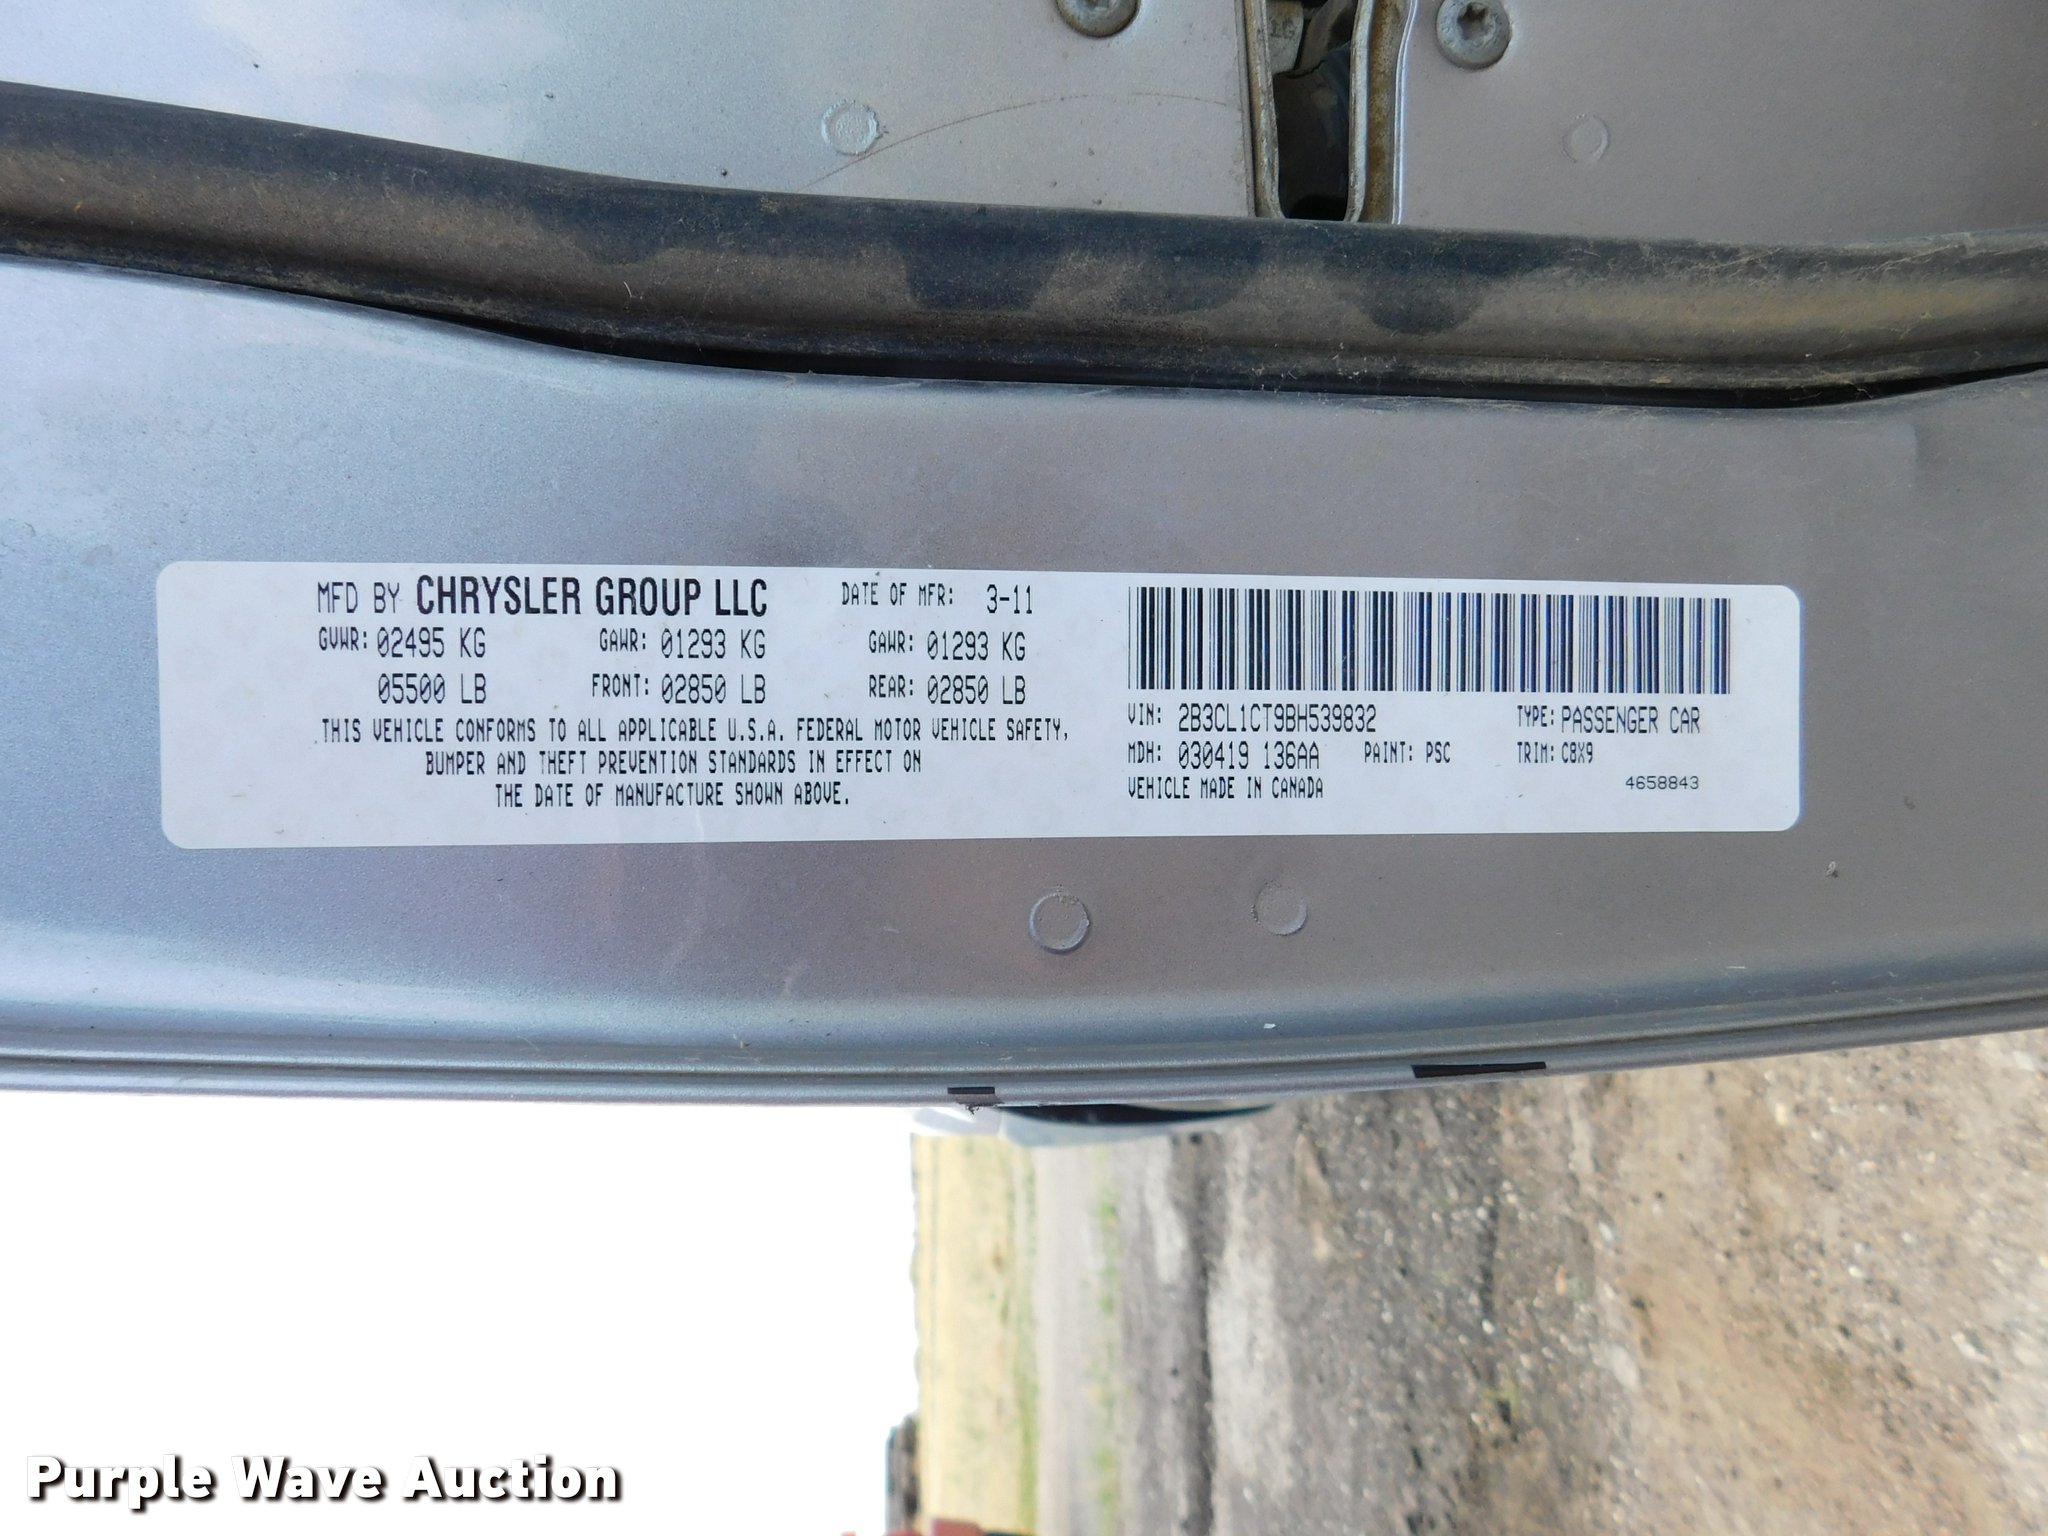 MFD BY CHRYSLER GROUP LLC DATE OF MFR: 3-11
GVWR: 02495 KG GAWR: 01293 KG GAWR: 01293 KG
05500 LB FRONT: 02850 LB REAR: 02850 LB
THIS VEHICLE CONFORMS TO ALL APPLICABLE U.S.A. FEDERAL MOTOR VEHICLE SAFETY,
BUMPER AND THEFT PREVENTION STANDARDS IN EFFECT ON
THE DATE OF MANUFACTURE SHOWN ABOVE.
VIN: 2B3CL1CT9BH539832 TYPE: PASSENGER CAR
MDH: 030419 136AA PAINT: PSC TRIM: C8X9
VEHICLE MADE IN CANADA 4658843
Purple Wave Auction